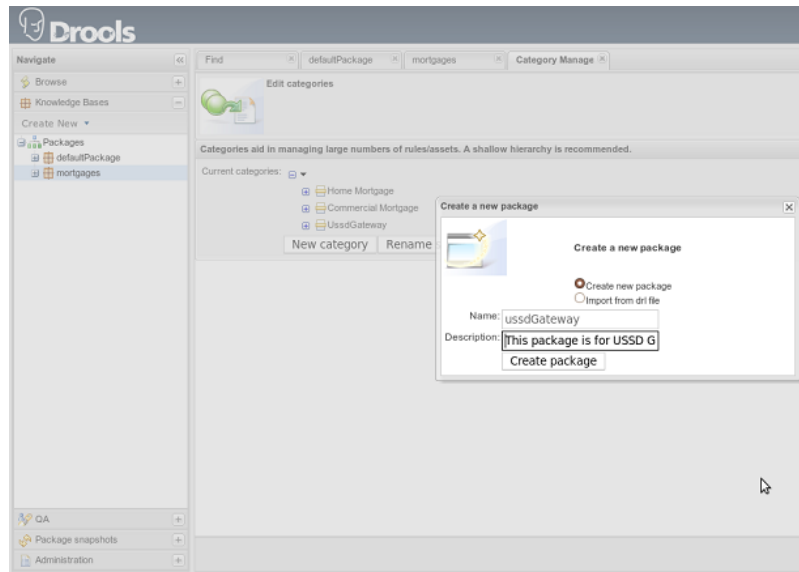 Drools
Navigate
Browse
Knowledge Bases
Create New
Packages
defaultPackage
mortgages
QA
Package snapshots
Administration
Find
defaultPackage
mortgages
Category Manage
Edit categories
Categories aid in managing large numbers of rules/assets. A shallow hierarchy is recommended.
Current categories:
Home Mortgage
Commercial Mortgage
UssdGateway
New category Rename
Create a new package
Create a new package
Create new package
Import from drl file
Name: ussdGateway
Description: This package is for USSD G
Create package